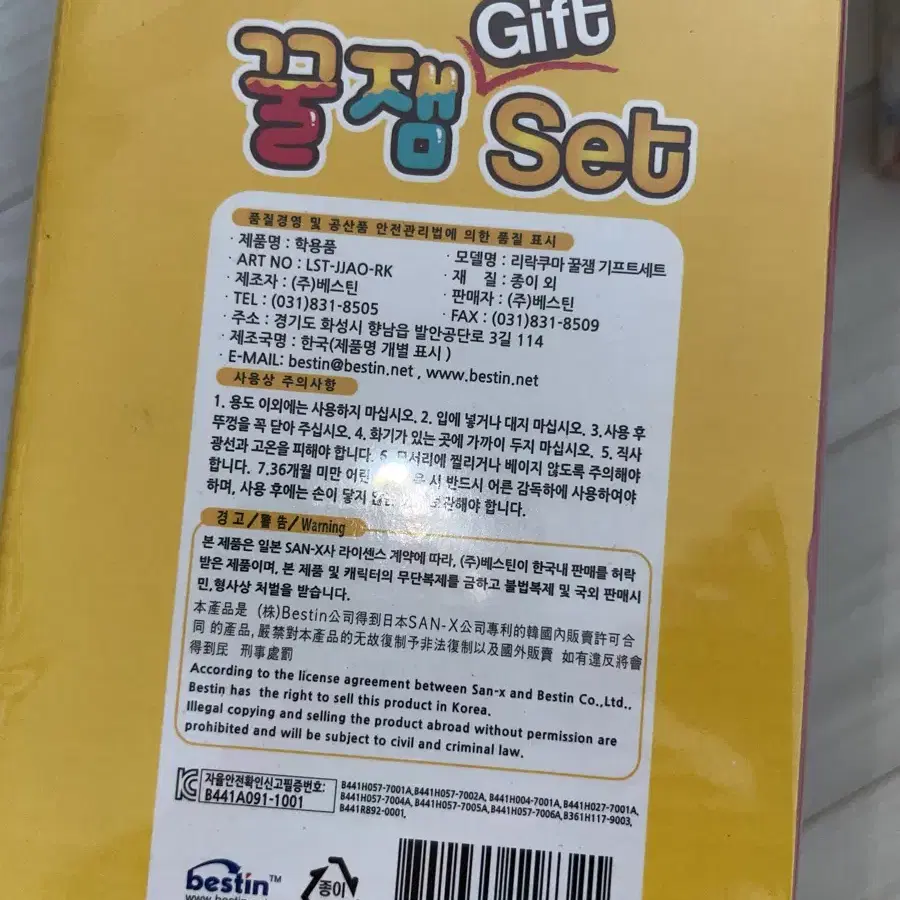 꿀잼 Gift Set
품질경영 및 공산품 안전관리법에 의한 품질 표시
· 제품명 : 학용품 · 모델명 : 리락쿠마 꿀잼 기프트세트
· ART NO : LST-JJAO-RK · 재 질 : 종이 외
· 제조자 : (주)베스틴 · 판매자 : (주)베스틴
· TEL : (031)831-8505 · FAX : (031)831-8509
· 주소 : 경기도 화성시 향남읍 발안공단로 3길 114
· 제조국명 : 한국(제품명 개별 표시 )
· E-MAIL: bestin@bestin.net , www.bestin.net
사용상 주의사항
1. 용도 이외에는 사용하지 마십시오. 2. 입에 넣거나 대지 마십시오. 3.사용 후
뚜껑을 꼭 닫아 주십시오. 4. 화기가 있는 곳에 가까이 두지 마십시오. 5. 직사
광선과 고온을 피해야 합니다. 6. 모서리에 찔리거나 베이지 않도록 주의해야
합니다. 7.36개월 미만 시 반드시 어른 감독하에 사용하여야
하며, 사용 후에는 손이 닿지 합니다.
경 고 / 警 告 / Warning
본 제품은 일본 SAN-X사 라이센스 계약에 따라, (주)베스틴이 한국내 판매를 허락
받은 제품이며, 본 제품 및 캐릭터의 무단복제를 금하고 불법복제 및 국외 판매시
민,형사상 처벌을 받습니다.
本產品是 (株)Bestin公司得到日本SAN-X公司專利的韓國內販賣許可合
同 的產品,嚴禁對本產品的无故復制予非法復制以及國外販賣 如有違反將會
得到民 刑事處罰
According to the license agreement between San-x and Bestin Co.,Ltd.,
Bestin has the right to sell this product in Korea.
Illegal copying and selling the product abroad without permission are
prohibited and will be subject to civil and criminal law.
자율안전확인신고필증번호:
B441A091-1001
B441H057-7001A,B441H057-7002A, B441H004-7001A, B441H027-7001A,
B441H057-7004A, B441H057-7005A,B441H057-7006A,B361H117-9003,
B441R892-0001.
bestin™
종이